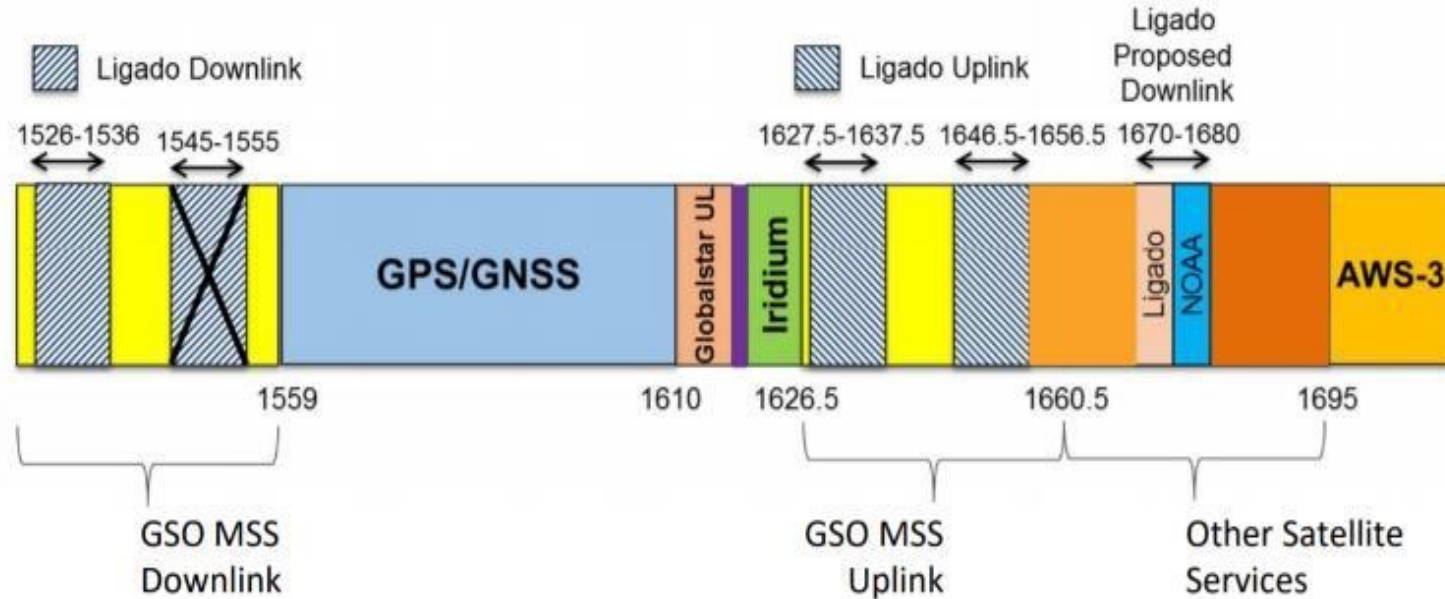 Ligado Downlink
Ligado Uplink
Ligado
Proposed
Downlink
1526-1536
1545-1555
1627.5-1637.5
1646.5-1656.5
1670-1680
GPS/GNSS
Globalstar UL
Iridium
Ligado
NOAA
AWS-3
1559
1610
1626.5
1660.5
1695
GSO MSS
Downlink
GSO MSS
Uplink
Other Satellite
Services